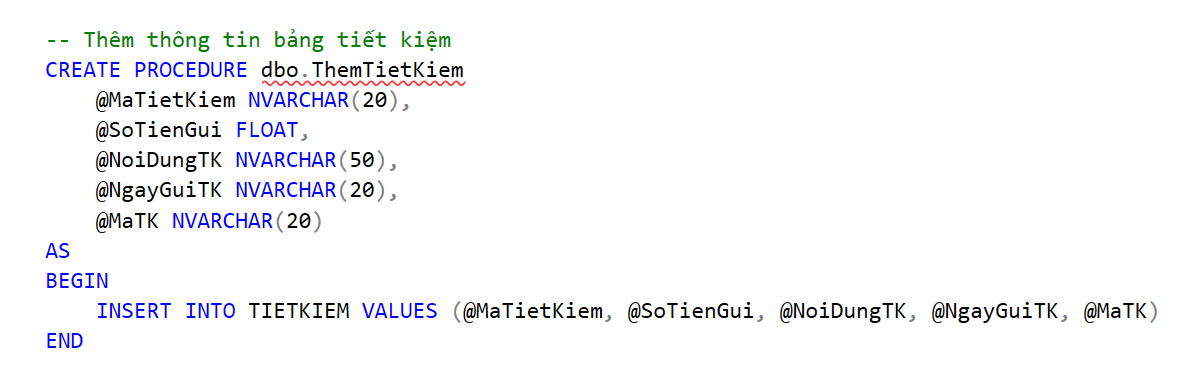 -- Thêm thông tin bảng tiết kiệm
CREATE PROCEDURE dbo.ThemTietKiem
    @MaTietKiem NVARCHAR(20),
    @SoTienGui FLOAT,
    @NoiDungTK NVARCHAR(50),
    @NgayGuiTK NVARCHAR(20),
    @MaTK NVARCHAR(20)
AS
BEGIN
    INSERT INTO TIETKIEM VALUES (@MaTietKiem, @SoTienGui, @NoiDungTK, @NgayGuiTK, @MaTK)
END